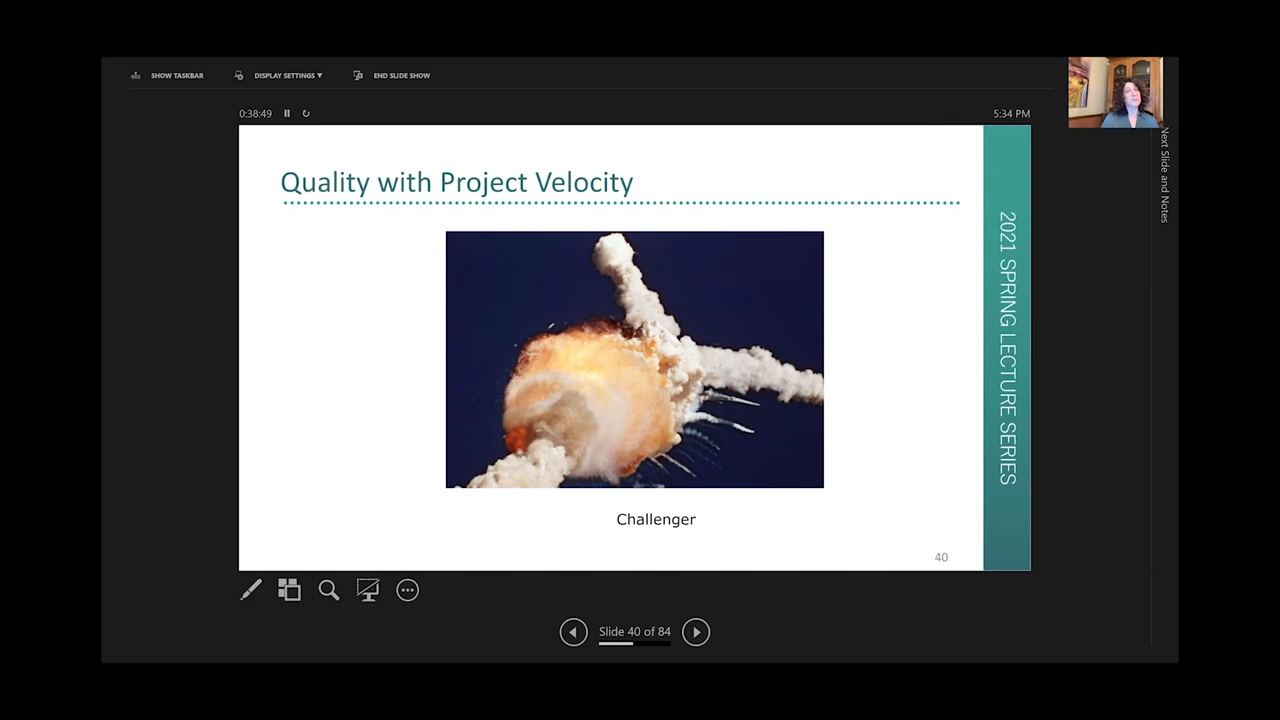 SHOW TASKBAR
DISPLAY SETTINGS ▼
END SLIDE SHOW
0:38:49
5:34 PM
Next Slide and Notes
Quality with Project Velocity
2021 SPRING LECTURE SERIES
Challenger
40
Slide 40 of 84